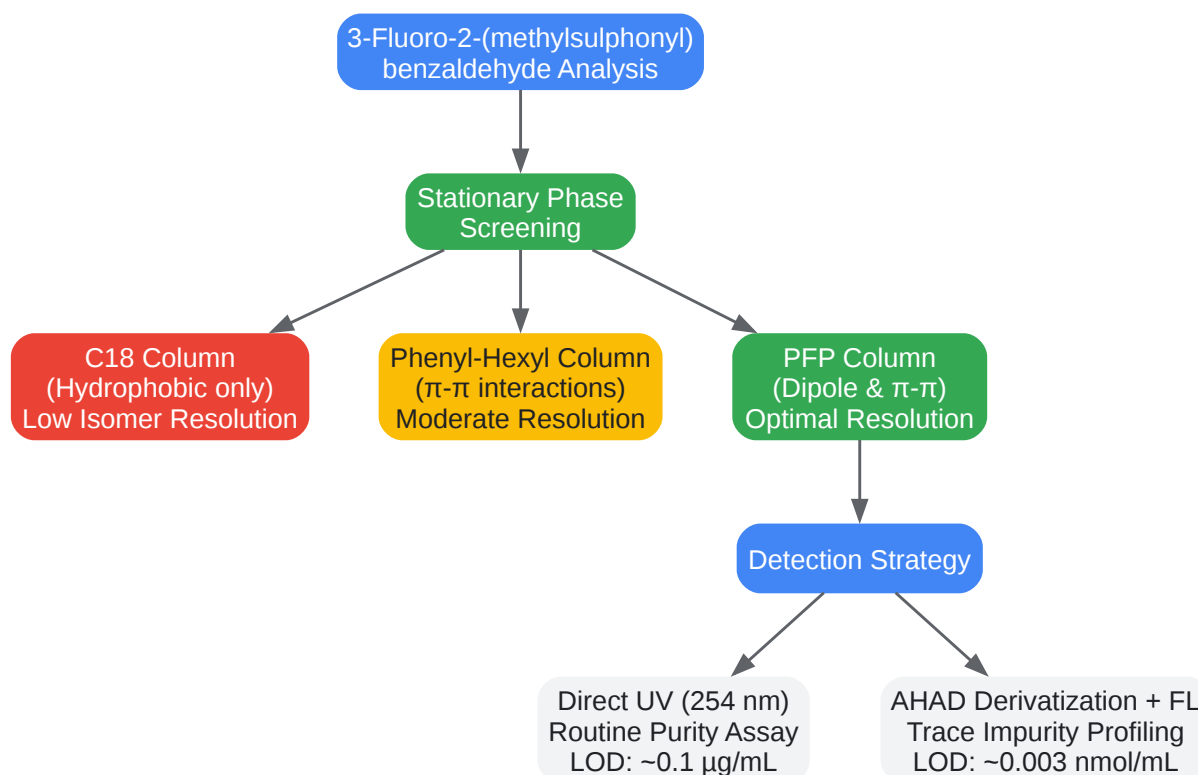 3-Fluoro-2-(methylsulphonyl)
benzaldehyde Analysis
Stationary Phase
Screening
C18 Column
(Hydrophobic only)
Low Isomer Resolution
Phenyl-Hexyl Column
(π-π interactions)
Moderate Resolution
PFP Column
(Dipole & π-π)
Optimal Resolution
Detection Strategy
Direct UV (254 nm)
Routine Purity Assay
LOD: ~0.1 µg/mL
AHAD Derivatization + FL
Trace Impurity Profiling
LOD: ~0.003 nmol/mL